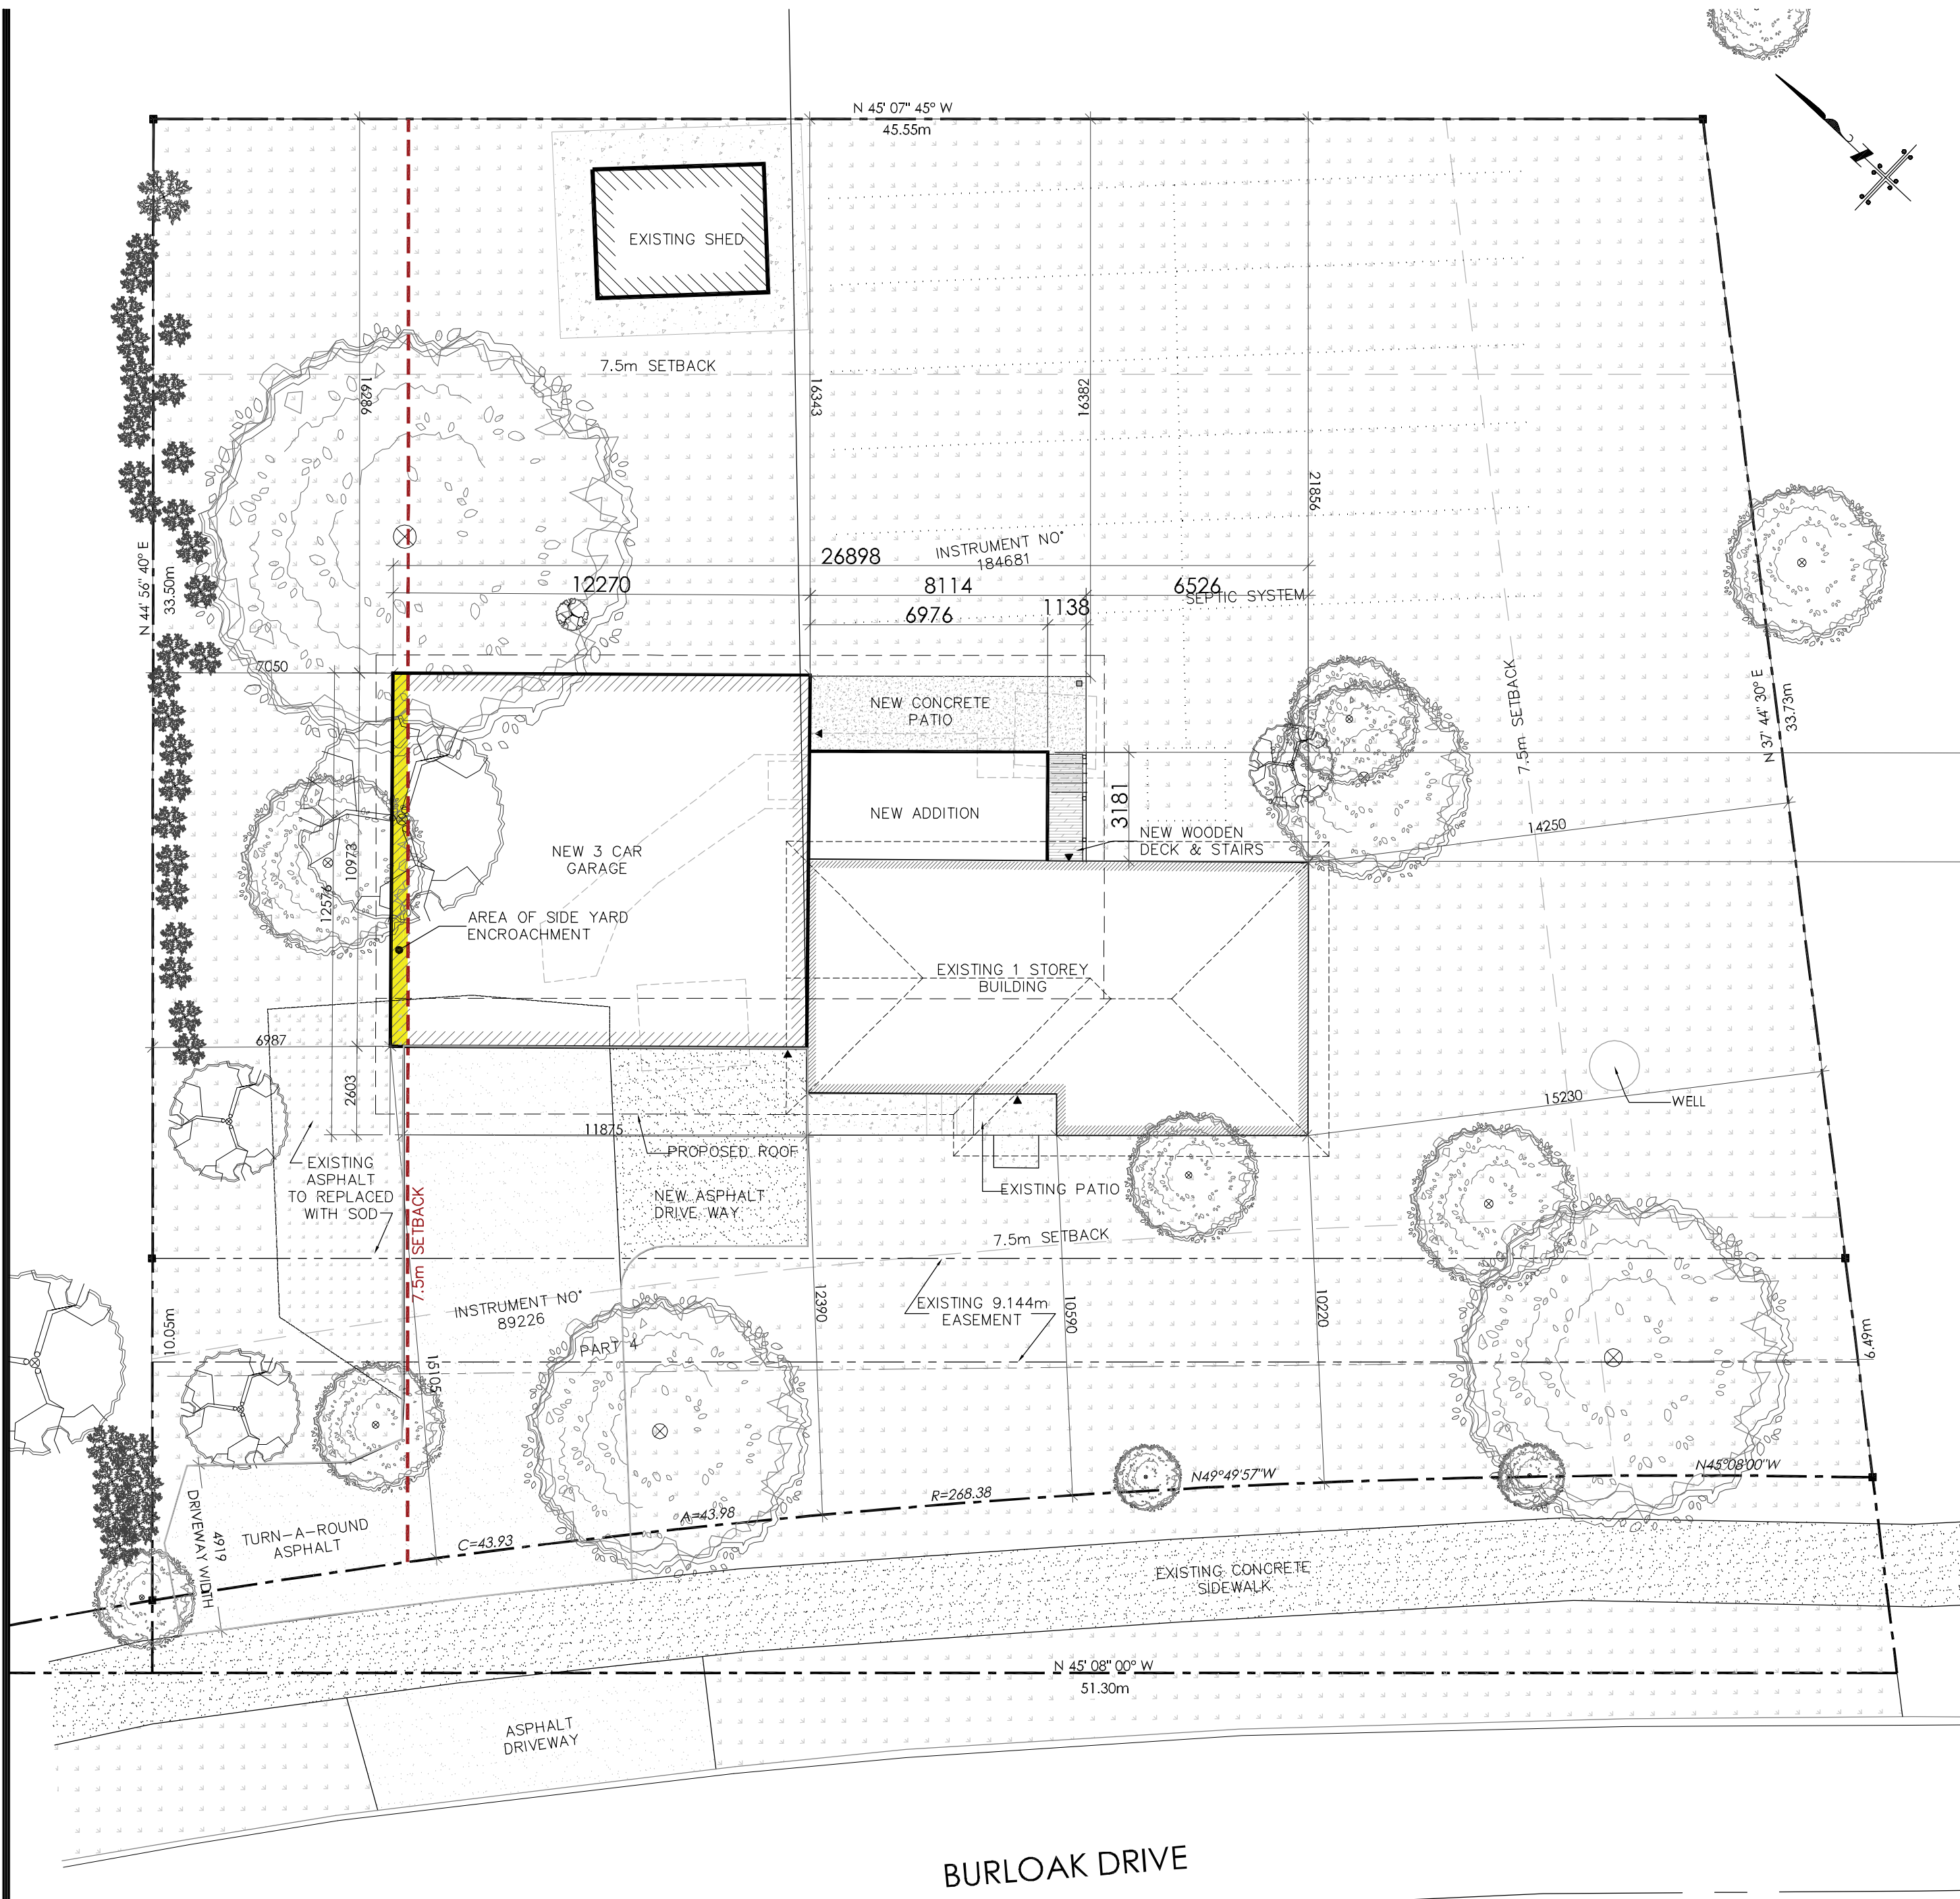 N 45' 07" 45° W
45.55m
N
EXISTING SHED
7.5m SETBACK
16286
16343
16382
21856
N 44' 56" 40° E
33.50m
26898
INSTRUMENT NO°
184681
12270
8114
6526
SEPTIC SYSTEM
6976
1138
7050
NEW CONCRETE
PATIO
7.5m SETBACK
N 37' 44" 30° E
33.73m
3181
NEW ADDITION
NEW WOODEN
DECK & STAIRS
14250
NEW 3 CAR
GARAGE
10973
12576
AREA OF SIDE YARD
ENCROACHMENT
EXISTING 1 STOREY
BUILDING
6987
2603
15230
WELL
11875
PROPOSED ROOF
EXISTING
ASPHALT
TO REPLACED
WITH SOD
NEW ASPHALT
DRIVE WAY
EXISTING PATIO
7.5m SETBACK
7.5m SETBACK
INSTRUMENT NO°
89226
PART 4
EXISTING 9.144m
EASEMENT
12390
10590
10220
10.05m
6.49m
15105
N49°49'57"W
N45°08'00"W
R=268.38
A=43.98
C=43.93
DRIVEWAY WIDTH
4919
TURN-A-ROUND
ASPHALT
EXISTING CONCRETE
SIDEWALK
N 45' 08" 00° W
51.30m
ASPHALT
DRIVEWAY
BURLOAK DRIVE